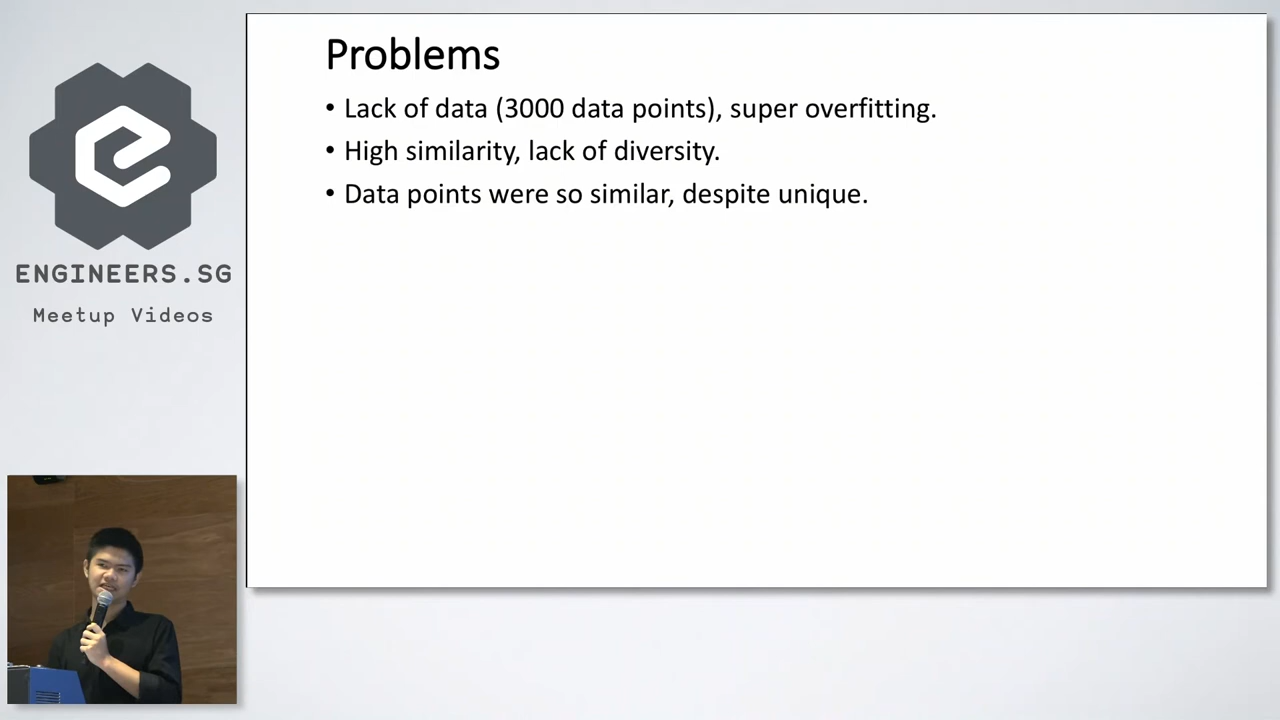 Problems
• Lack of data (3000 data points), super overfitting.
• High similarity, lack of diversity.
• Data points were so similar, despite unique.
ENGINEERS.SG
Meetup Videos